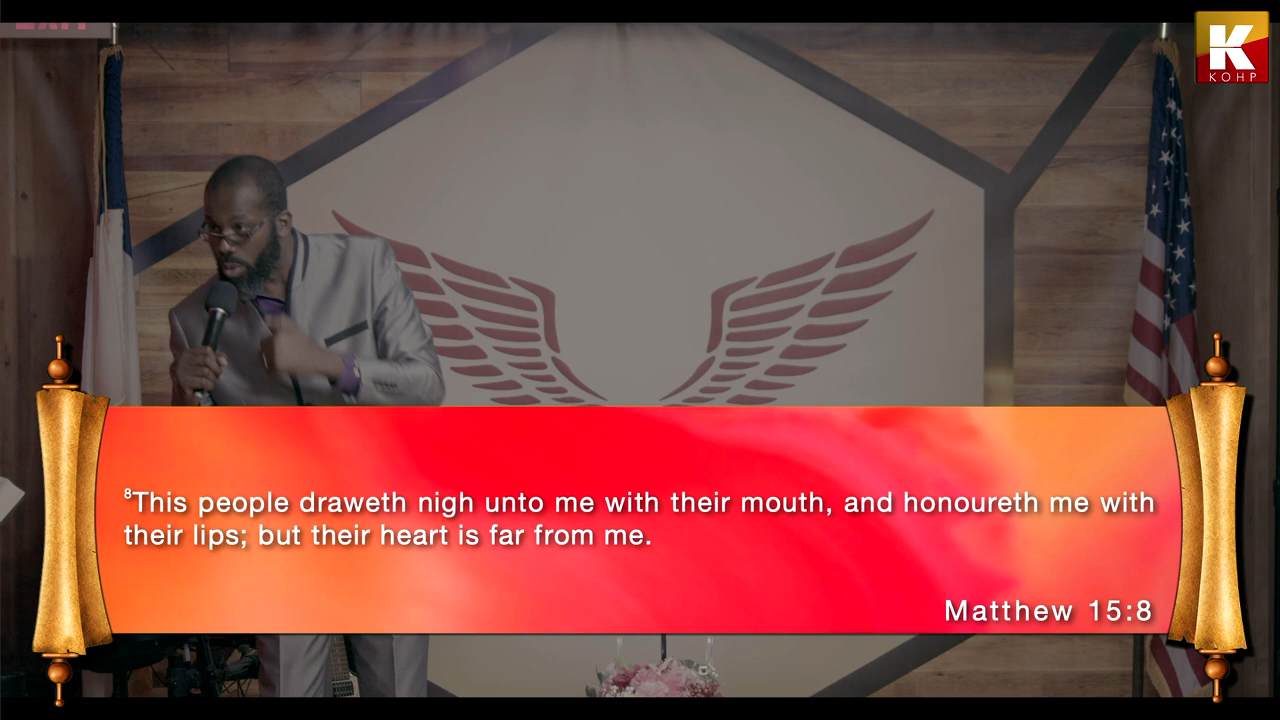 EXIT
K
KOHP
⁸This people draweth nigh unto me with their mouth, and honoureth me with
their lips; but their heart is far from me.
Matthew 15:8